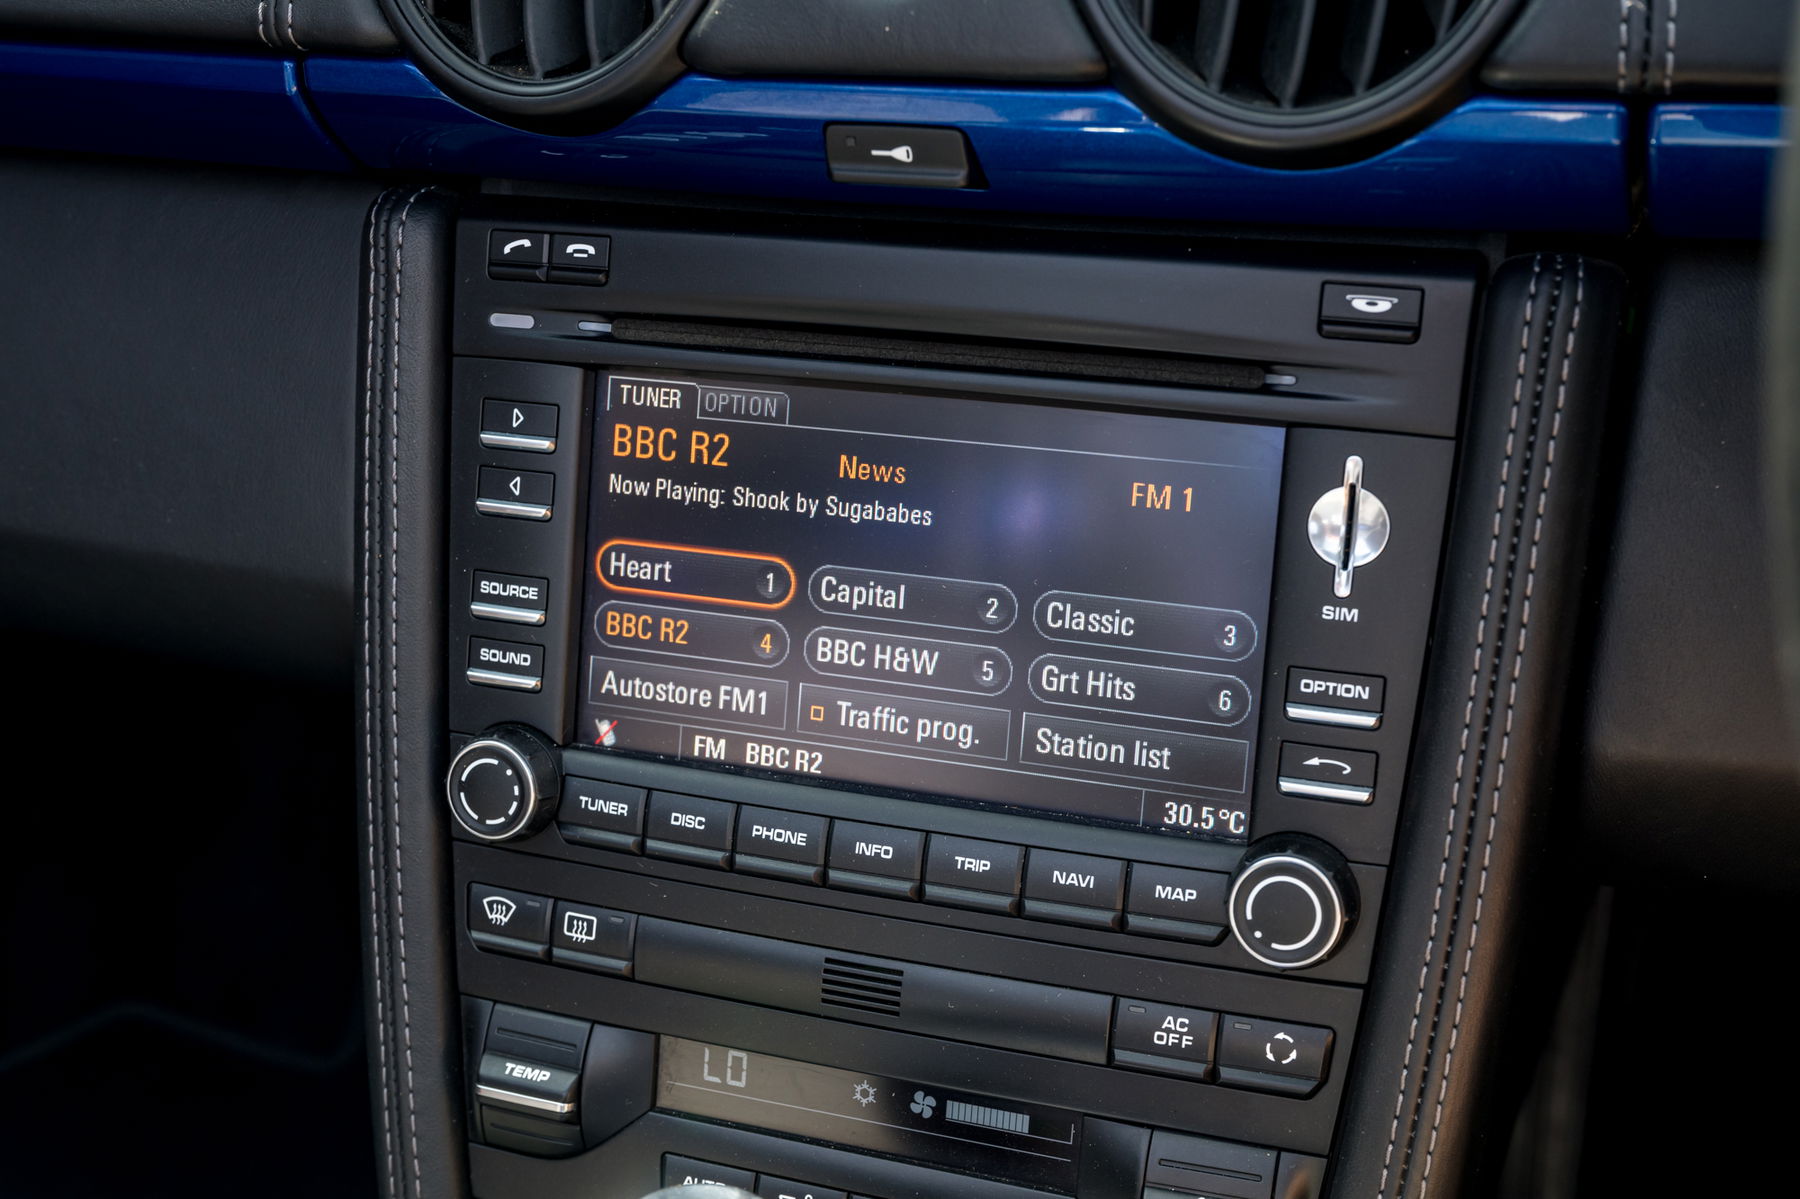 TUNER OPTION
BBC R2
News
FM 1
Now Playing: Shook by Sugababes
Heart 1
Capital 2
Classic 3
BBC R2 4
BBC H&W 5
Grt Hits 6
Autostore FM1
Traffic prog.
Station list
FM BBC R2
30.5°C
SOURCE
SOUND
SIM
OPTION
TUNER
DISC
PHONE
INFO
TRIP
NAVI
MAP
AC
OFF
TEMP
LO
AUTO